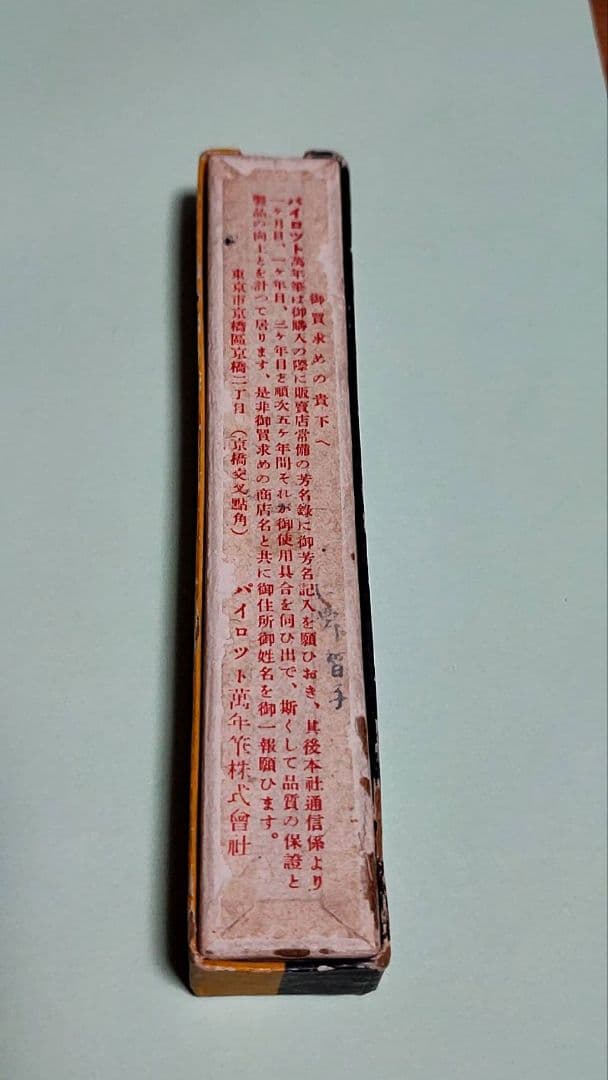 御買求めの貴下へ
パイロツト萬年筆は御購入の際に販賣店常備の芳名錄に御芳名記入を願ひおき、其後本社通信係より
一ヶ月目、一ヶ年目、三ヶ年目と順次五ヶ年間それが御使用具合を伺ひ出で、斯くして品質の保證と
製品の向上とを計つて居ります、是非御買求めの商店名と共に御住所御姓名を御一報願ひます。
東京市京橋區京橋二丁目 (京橋交叉點角) パイロツト萬年筆株式會社
野